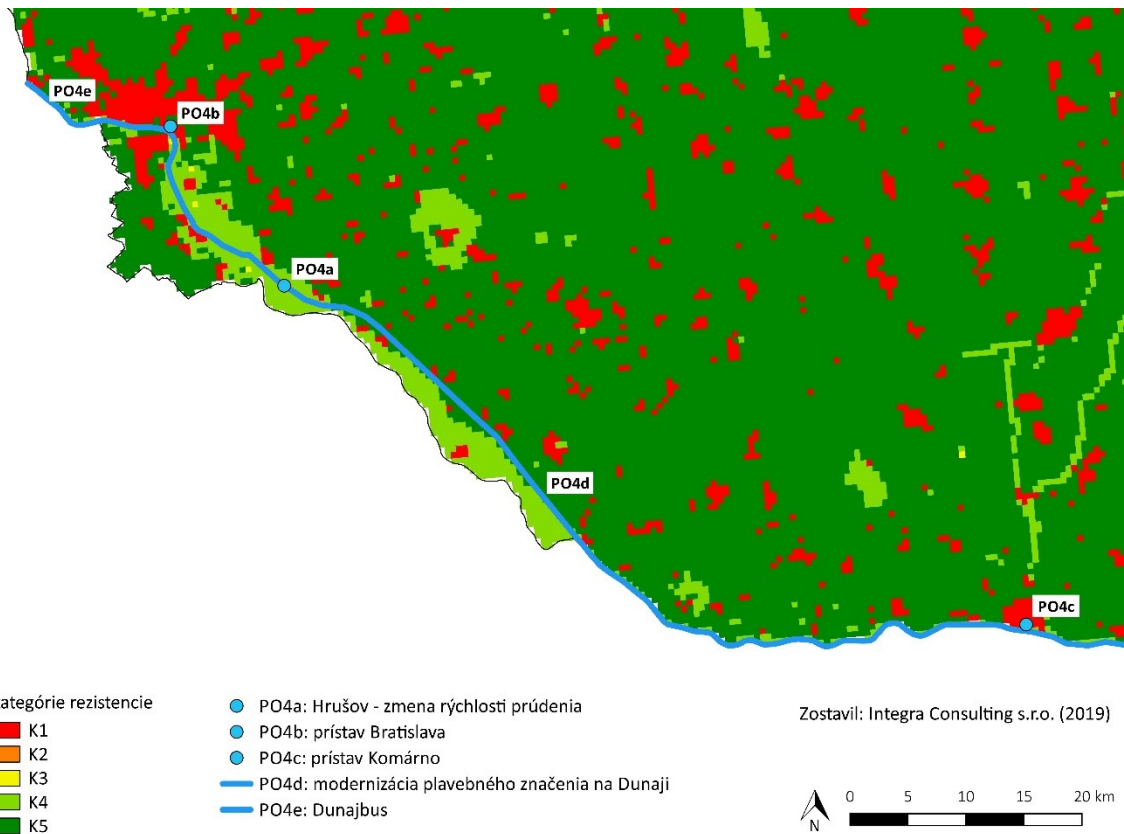 PO4e
PO4b
PO4a
PO4d
PO4c
ategórie rezistencie
K1
K2
K3
K4
K5
PO4a: Hrušov - zmena rýchlosti prúdenia
PO4b: prístav Bratislava
PO4c: prístav Komárno
PO4d: modernizácia plavebného značenia na Dunaji
PO4e: Dunajbus
Zostavil: Integra Consulting s.r.o. (2019)
N
0 5 10 15 20 km